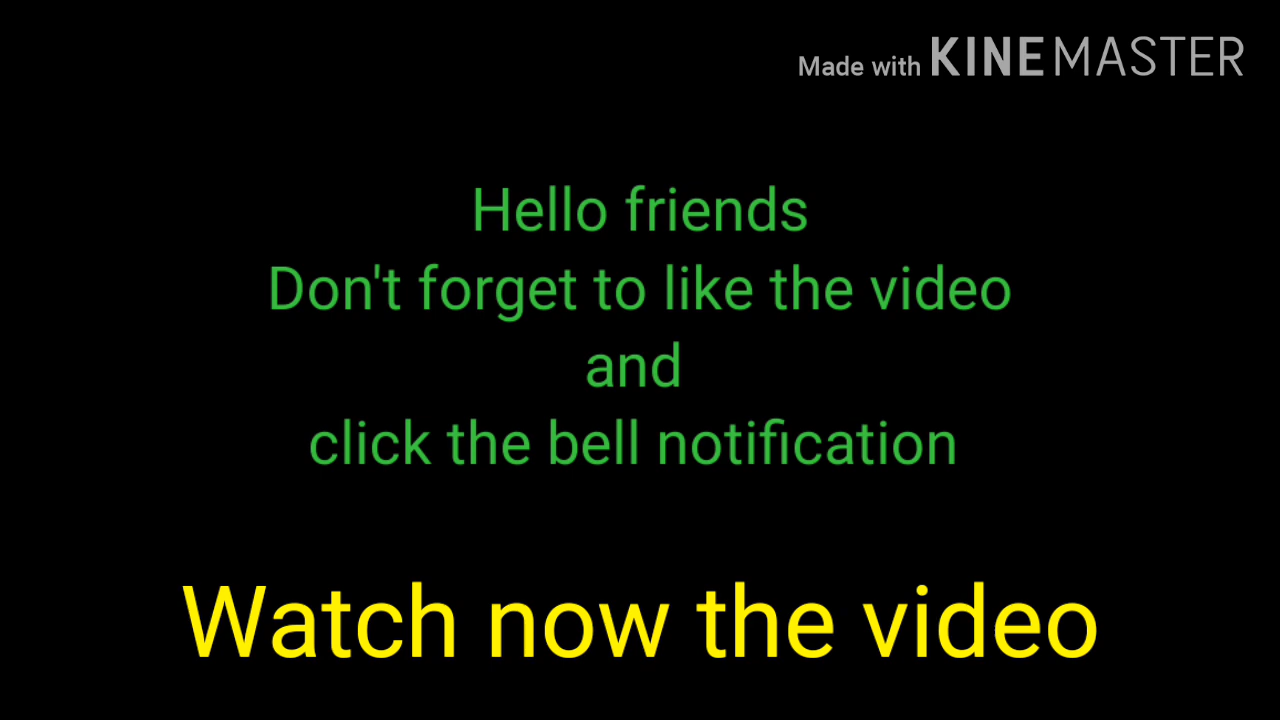 Made with KINEMASTER
Hello friends
Don't forget to like the video
and
click the bell notification
Watch now the video